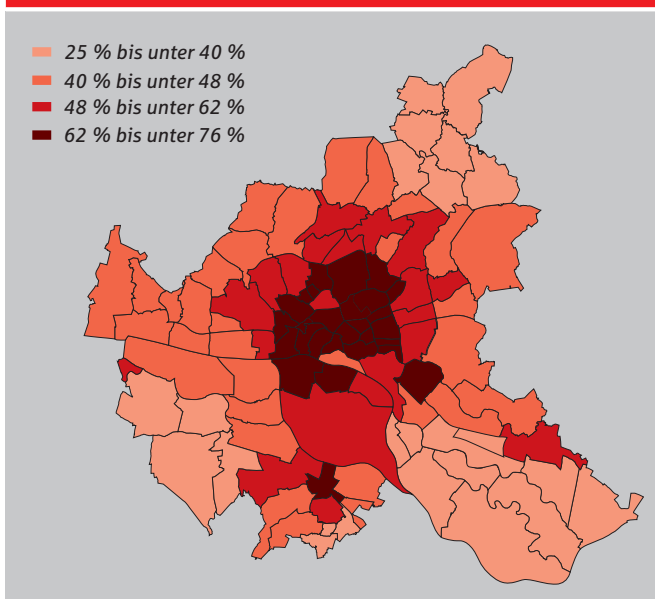 25 % bis unter 40 %
40 % bis unter 48 %
48 % bis unter 62 %
62 % bis unter 76 %